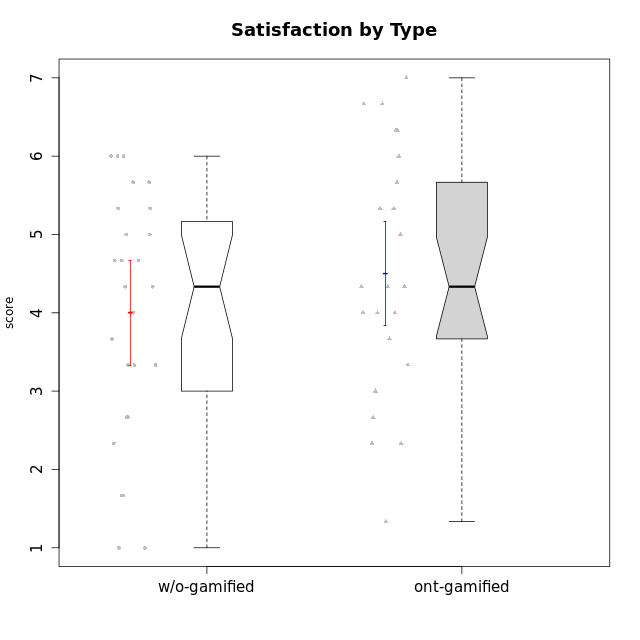 Satisfaction by Type
score
7
6
5
4
3
2
1
w/o-gamified
ont-gamified